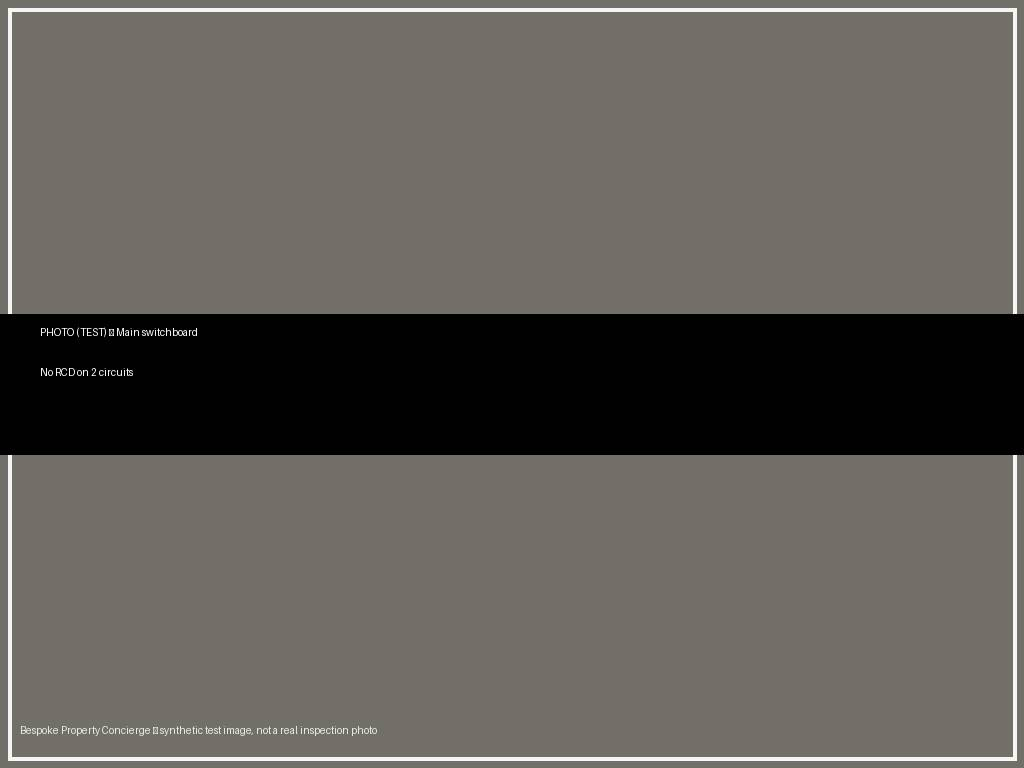 PHOTO (TEST) ▯ Main switchboard
No RCD on 2 circuits
Bespoke Property Concierge ▯ synthetic test image, not a real inspection photo